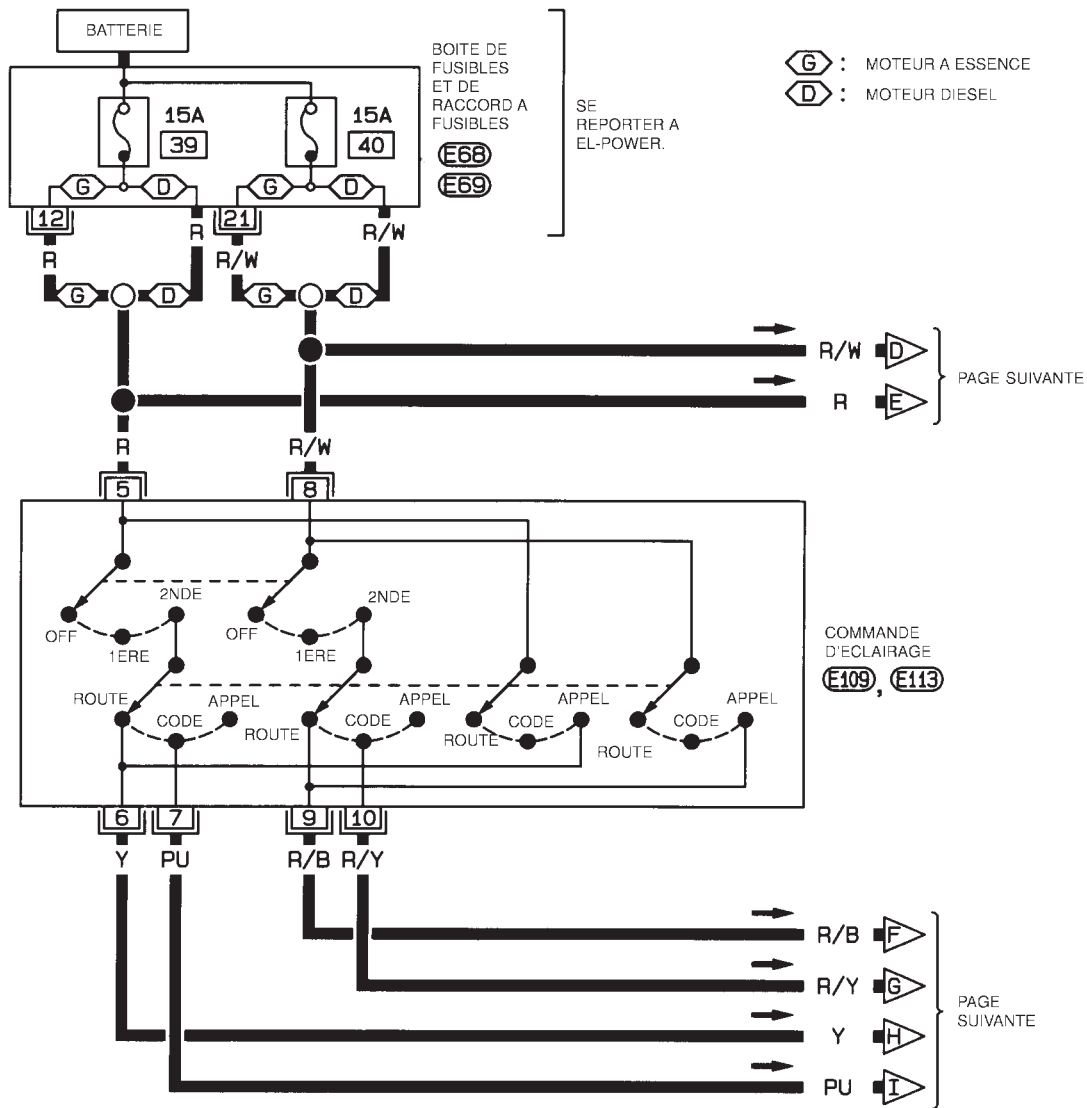 BATTERIE
BOITE DE
FUSIBLES
ET DE
RACCORD A
FUSIBLES
E68
E69
SE
REPORTER A
EL-POWER.
G : MOTEUR A ESSENCE
D : MOTEUR DIESEL
15A
39
15A
40
G D G D
12 R 21 R/W
R R/W
G D G D
R/W D
R E
PAGE SUIVANTE
R R/W
5 8
2NDE 2NDE
OFF 1ERE OFF 1ERE
COMMANDE
D'ECLAIRAGE
E109, E113
ROUTE CODE APPEL
ROUTE CODE APPEL
ROUTE CODE APPEL
ROUTE CODE APPEL
6 7 9 10
Y PU R/B R/Y
R/B F
R/Y G
Y H
PU I
PAGE
SUIVANTE